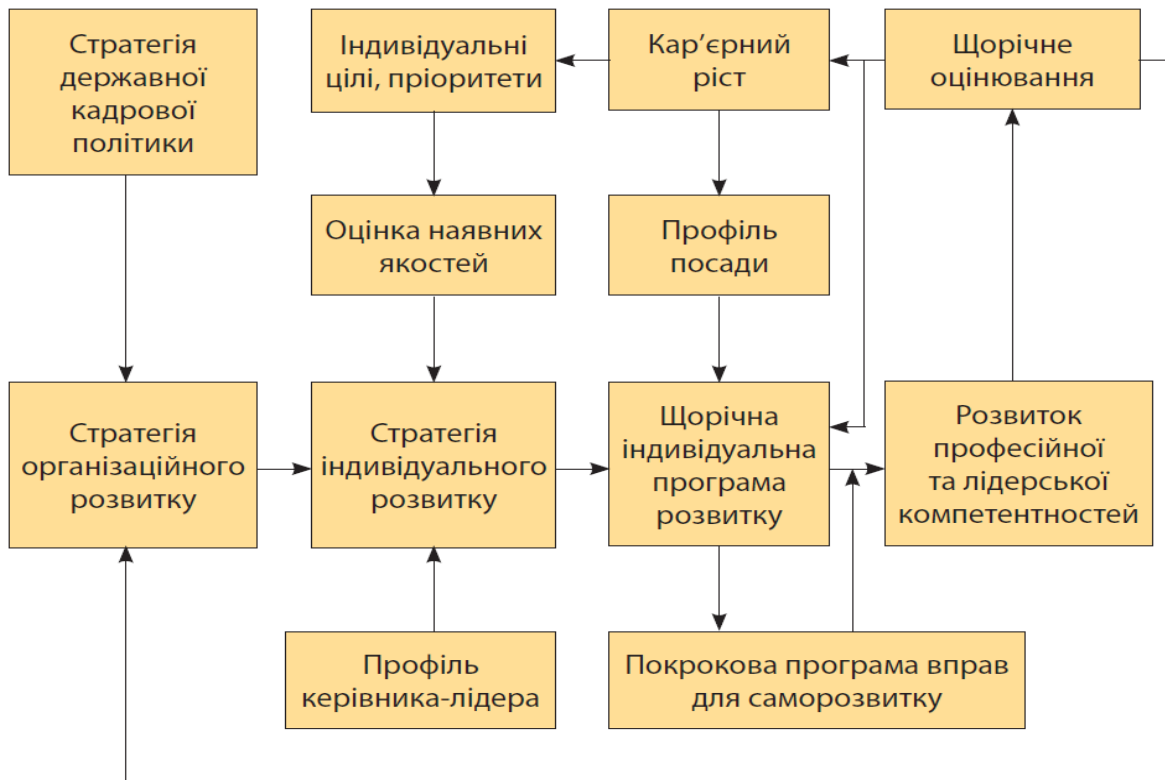 Стратегія
державної
кадрової
політики
Індивідуальні
цілі, пріоритети
Кар’єрний
ріст
Щорічне
оцінювання
Оцінка наявних
якостей
Профіль
посади
Стратегія
організаційного
розвитку
Стратегія
індивідуального
розвитку
Щорічна
індивідуальна
програма
розвитку
Розвиток
професійної
та лідерської
компетентностей
Профіль
керівника-лідера
Покрокова програма вправ
для саморозвитку